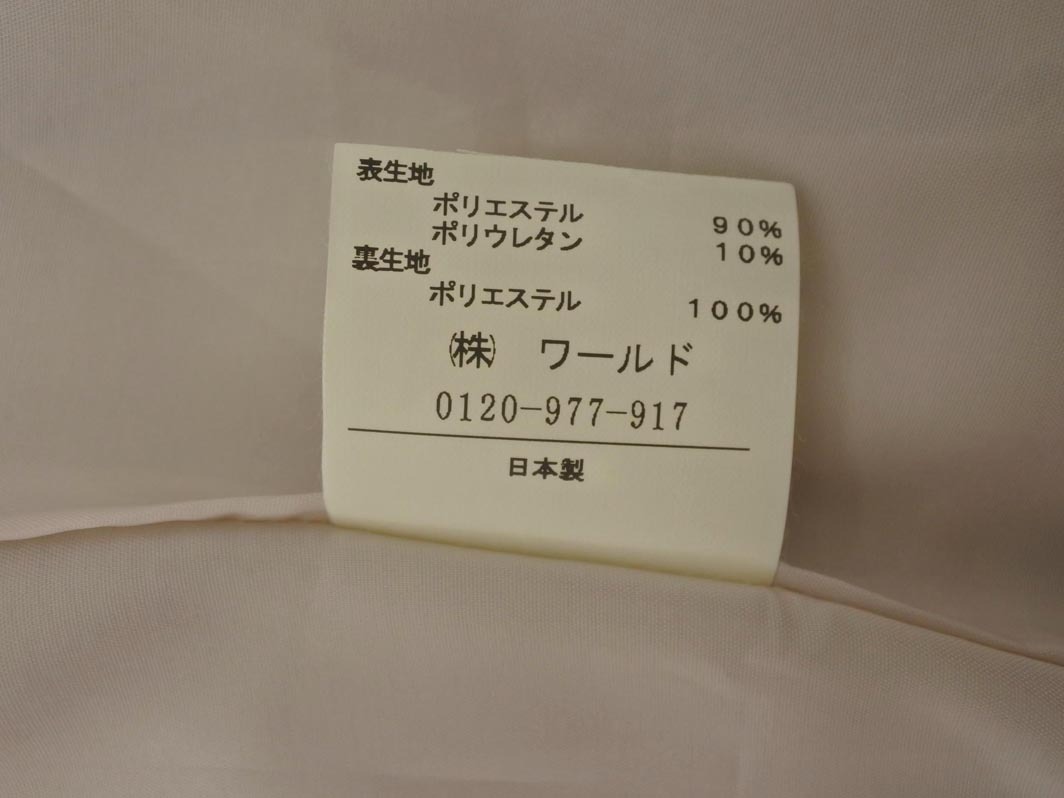 表生地
ポリエステル 90%
ポリウレタン 10%
裏生地
ポリエステル 100%
㈱ ワールド
0120-977-917
日本製